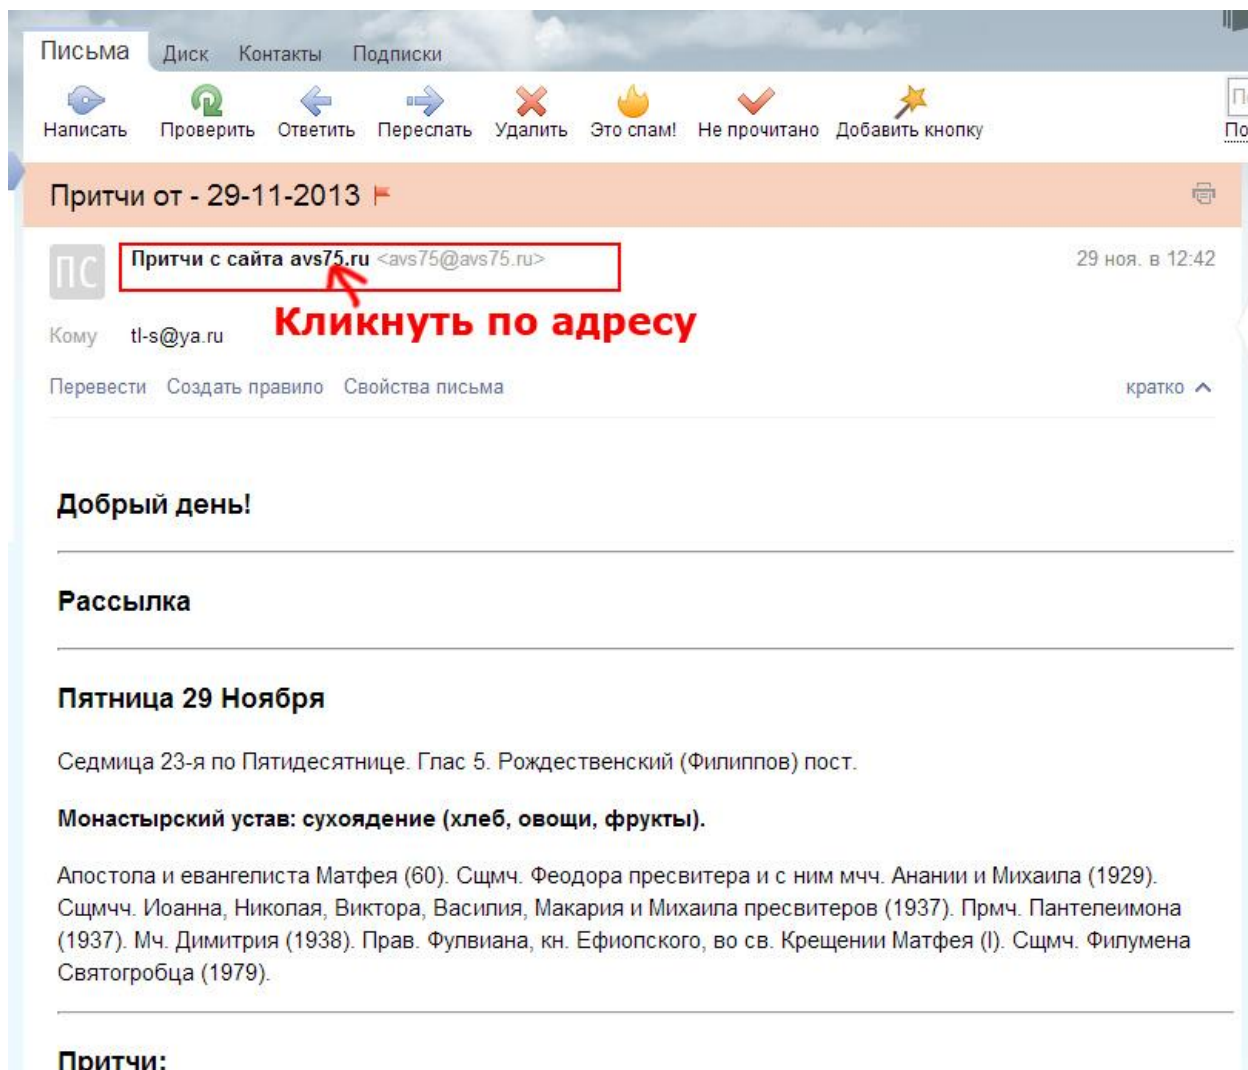 Письма Диск Контакты Подписки
Написать Проверить Ответить Переслать Удалить Это спам! Не прочитано Добавить кнопку
Притчи от - 29-11-2013
ПС Притчи с сайта avs75.ru <avs75@avs75.ru> 29 ноя. в 12:42
Кликнуть по адресу
Кому tl-s@ya.ru
Перевести Создать правило Свойства письма кратко
Добрый день!
Рассылка
Пятница 29 Ноября
Седмица 23-я по Пятидесятнице. Глас 5. Рождественский (Филиппов) пост.
Монастырский устав: сухоядение (хлеб, овощи, фрукты).
Апостола и евангелиста Матфея (60). Сщмч. Феодора пресвитера и с ним мчч. Анании и Михаила (1929).
Сщмчч. Иоанна, Николая, Виктора, Василия, Макария и Михаила пресвитеров (1937). Прмч. Пантелеимона
(1937). Мч. Димитрия (1938). Прав. Фулвиана, кн. Ефиопского, во св. Крещении Матфея (I). Сщмч. Филумена
Святогробца (1979).
Притчи: